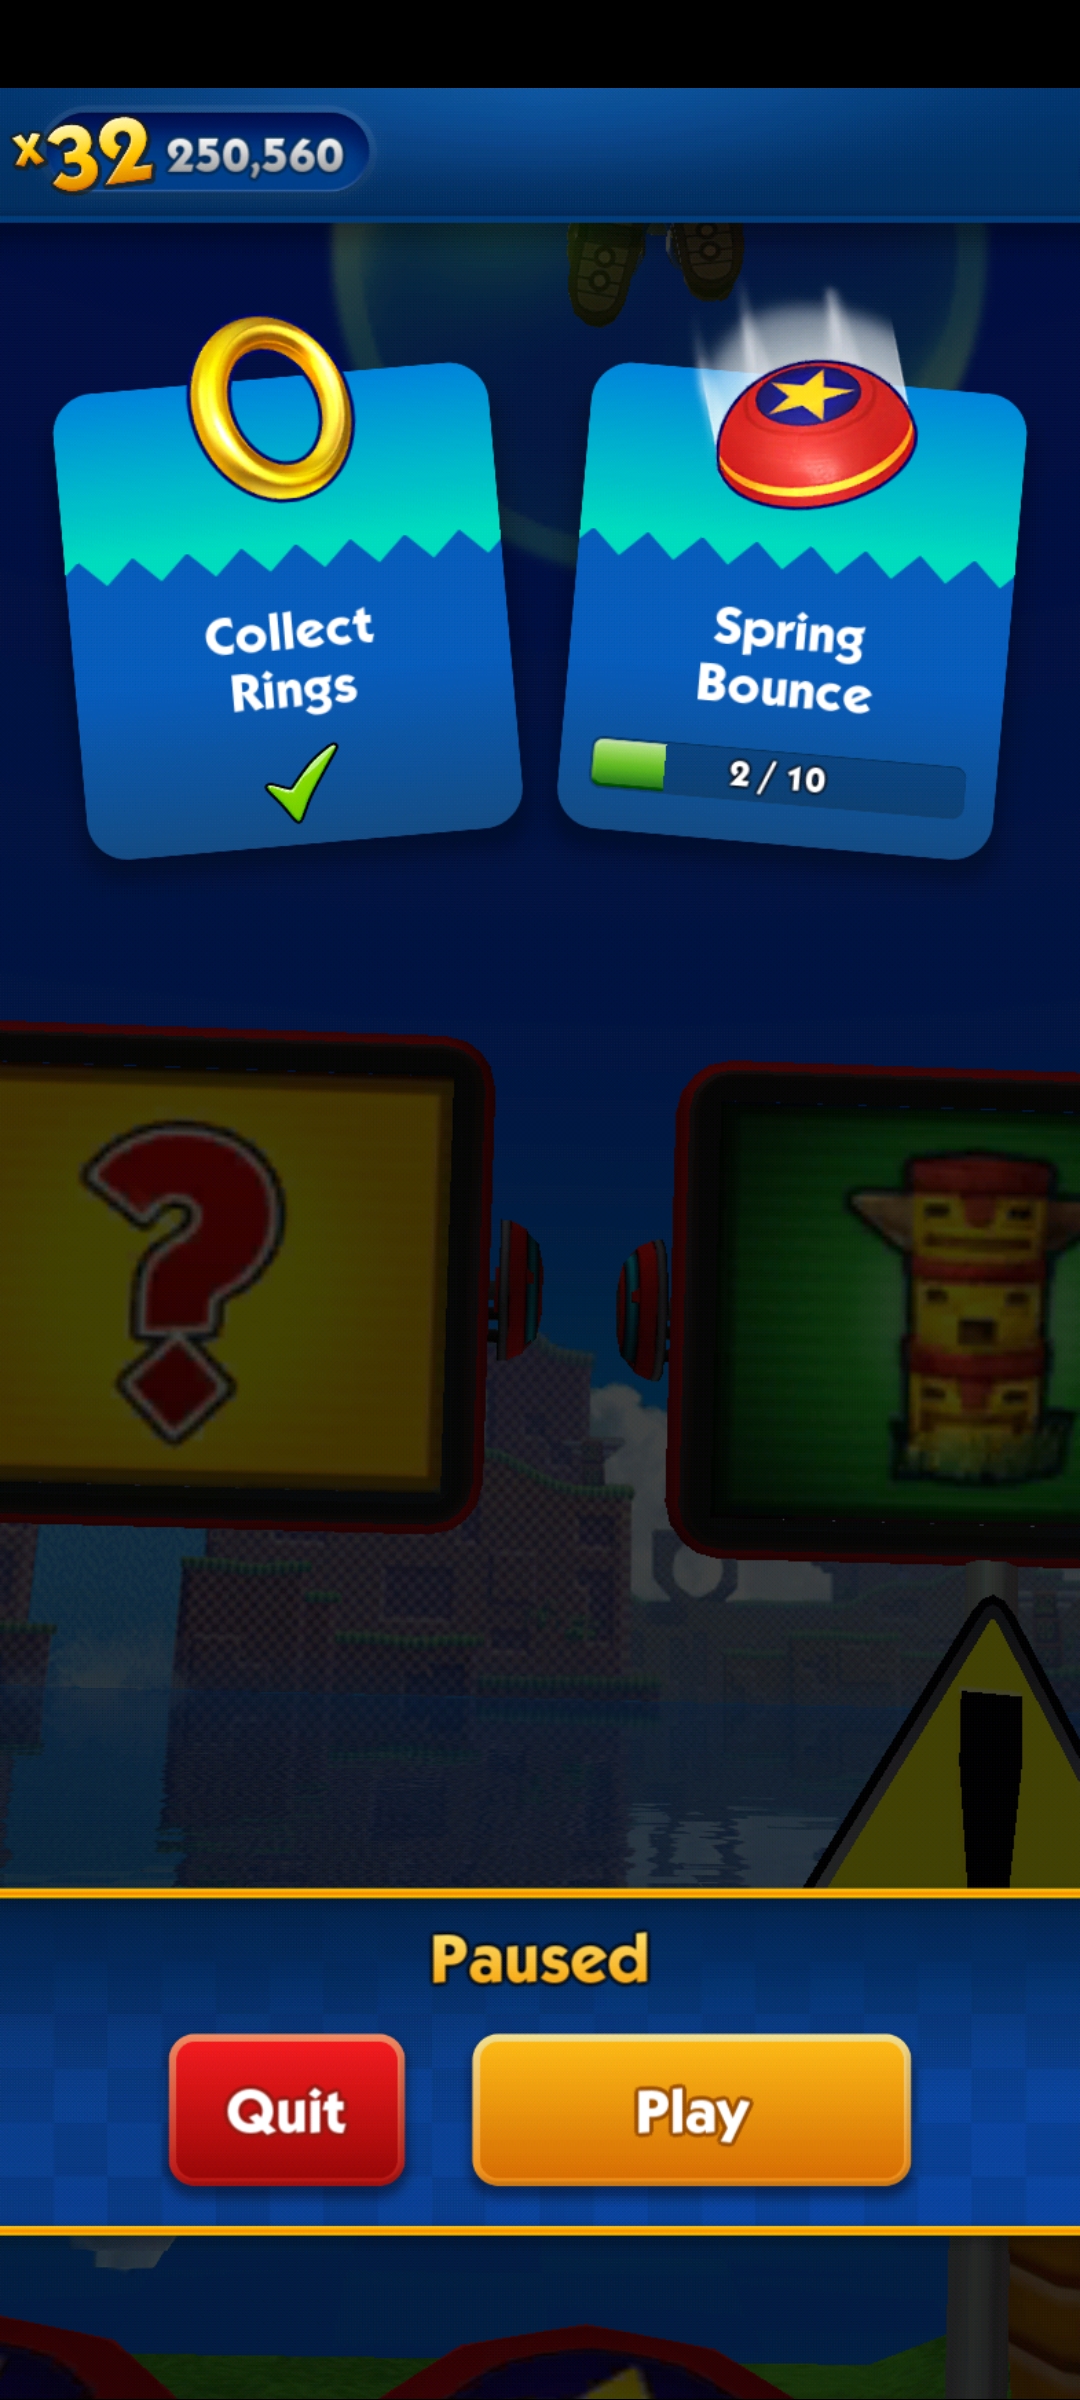 x32 250,560
Collect
Rings
Spring
Bounce
2 / 10
?
!
Paused
Quit
Play